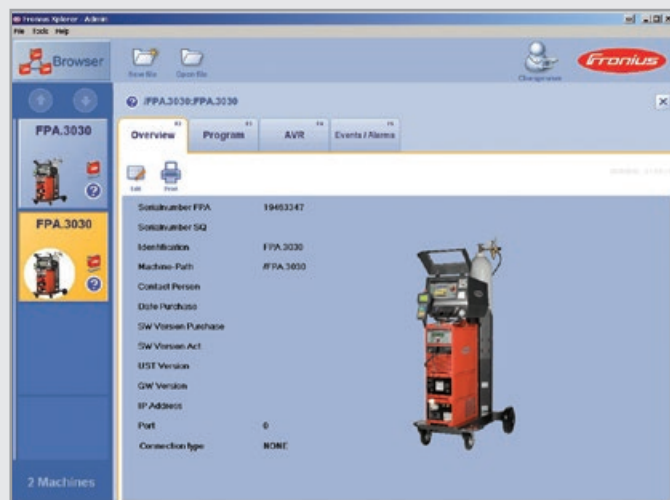 Fronius Xplorer - Admin
File Tools Help
Browser
New file
Open file
Change user
Fronius
//FPA.3030:FPA.3030
FPA.3030
FPA.3030
Overview
Program
AVR
Events / Alarms
Edit
Print
Serialnumber FPA 19463347
Serialnumber SQ
Identification FPA.3030
Machine-Path //FPA.3030
Contact Person
Date Purchase
SW Version Purchase
SW Version Act.
UST Version
GW Version
IP Address
Port 0
Connection type NONE
2 Machines